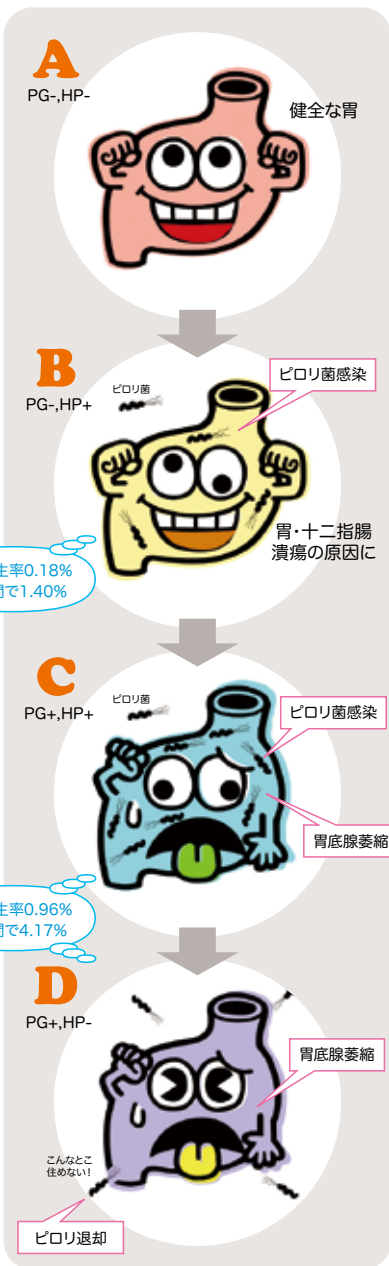 A
PG-,HP-
健全な胃
B
PG-,HP+
ピロリ菌
ピロリ菌感染
胃・十二指腸
潰瘍の原因に
生率0.18%
間で1.40%
C
PG+,HP+
ピロリ菌
ピロリ菌感染
胃底腺萎縮
生率0.96%
間で4.17%
D
PG+,HP-
胃底腺萎縮
こんなとこ
住めない!
ピロリ退却